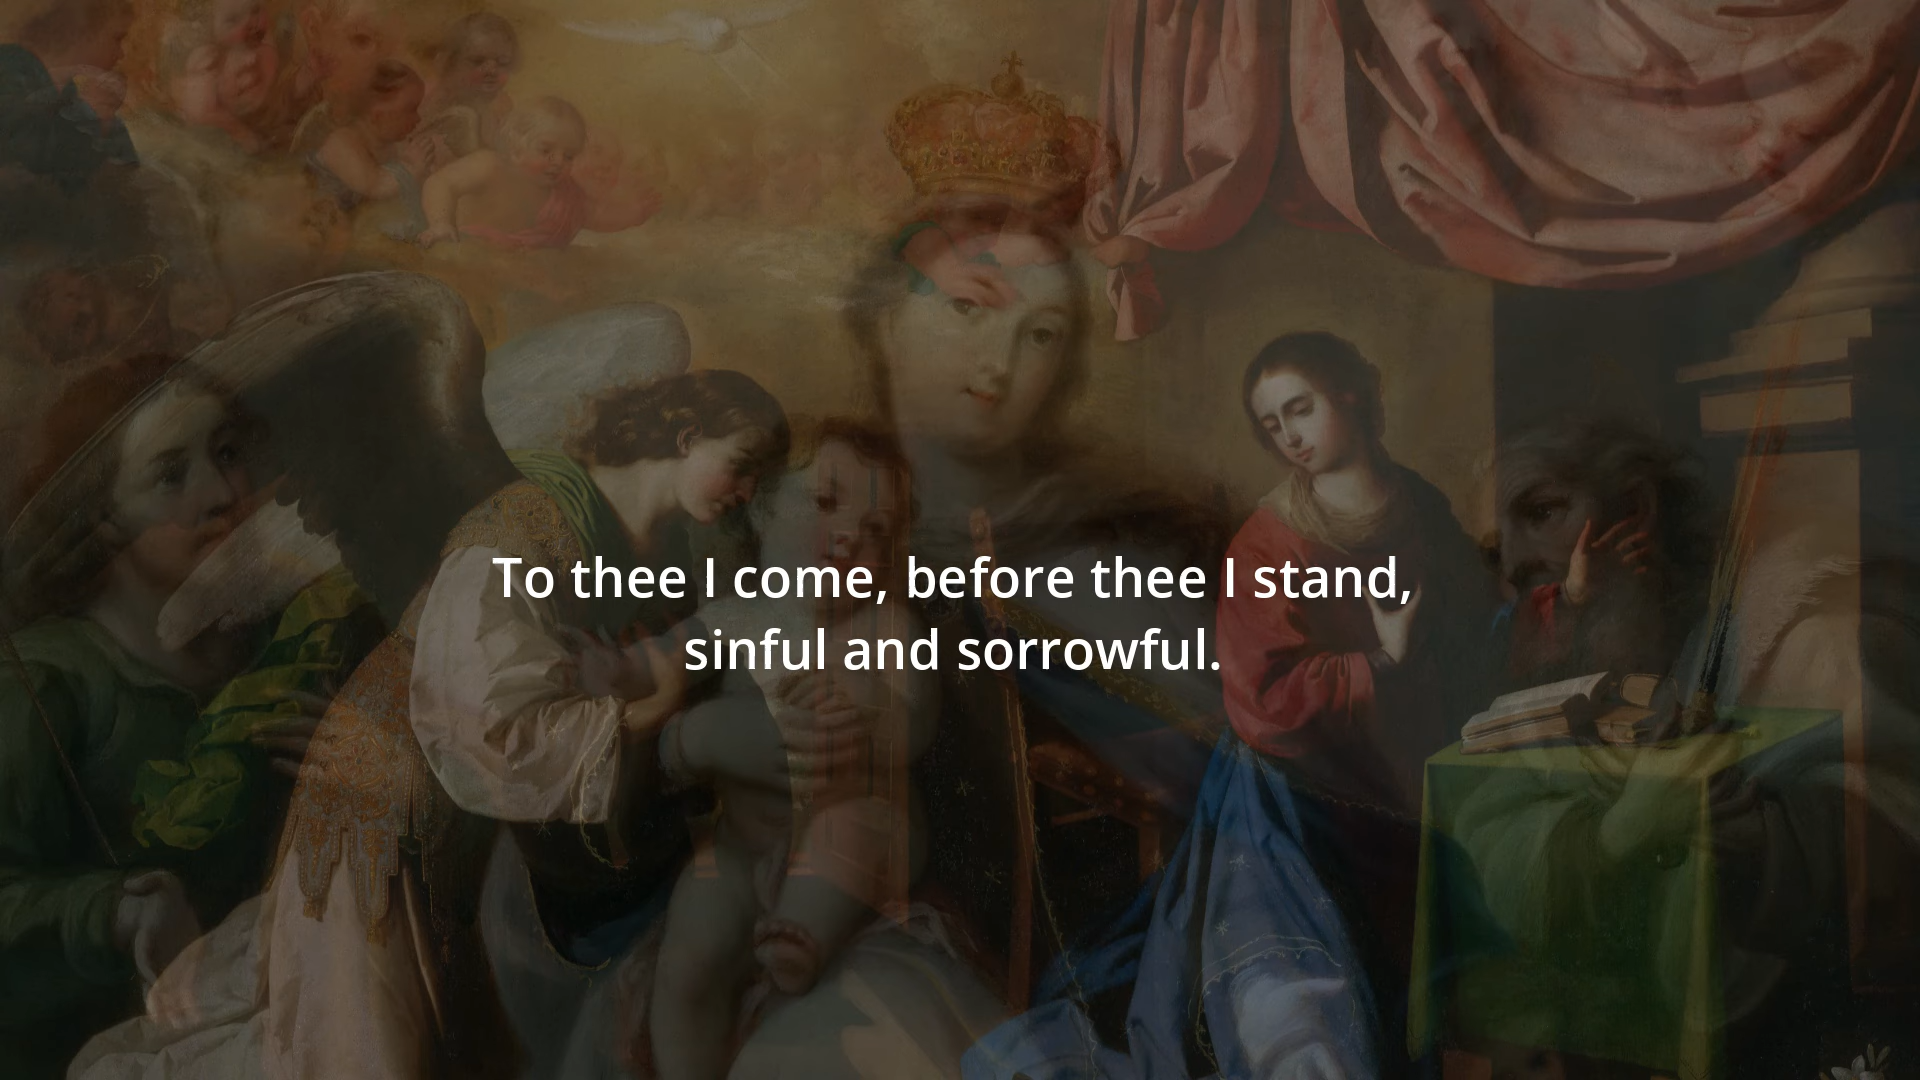 To thee I come, before thee I stand,
sinful and sorrowful.